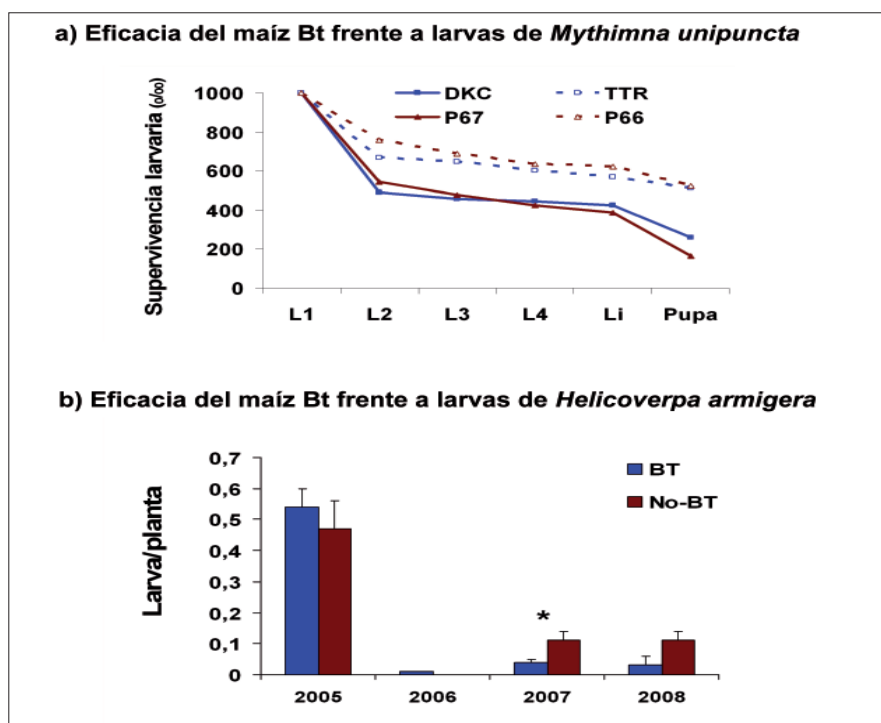 a) Eficacia del maíz Bt frente a larvas de Mythimna unipuncta
DKC TTR
P67 P66
Supervivencia larvaria (o/oo)
1000
800
600
400
200
0
L1 L2 L3 L4 Li Pupa
b) Eficacia del maíz Bt frente a larvas de Helicoverpa armigera
BT
No-BT
Larva/planta
0,7
0,6
0,5
0,4
0,3
0,2
0,1
0
*
2005 2006 2007 2008